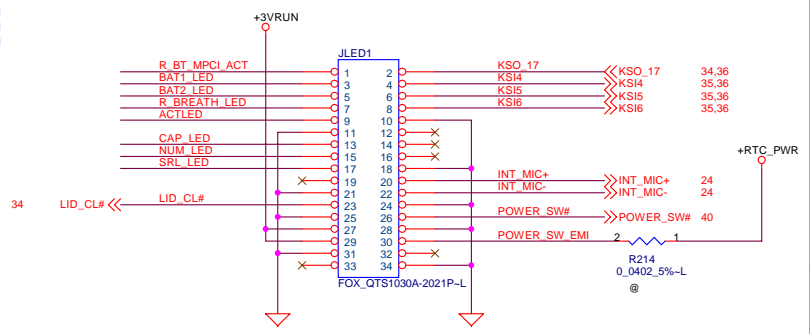 +3VRUN
JLED1
R_BT_MPCI_ACT 1 2 KSO_17 KSO_17 34,36
BAT1_LED 3 4 KSI4 KSI4 35,36
BAT2_LED 5 6 KSI5 KSI5 35,36
R_BREATH_LED 7 8 KSI6 KSI6 35,36
ACTLED 9 10
11 12
CAP_LED 13 14
NUM_LED 15 16
SRL_LED 17 18
+RTC_PWR
19 20 INT_MIC+ INT_MIC+ 24
21 22 INT_MIC- INT_MIC- 24
34 LID_CL# LID_CL# 23 24
25 26 POWER_SW# POWER_SW# 40
27 28
29 30 POWER_SW_EMI 2 1
31 32
33 34
R214
0_0402_5%~L
@
FOX_QTS1030A-2021P~L